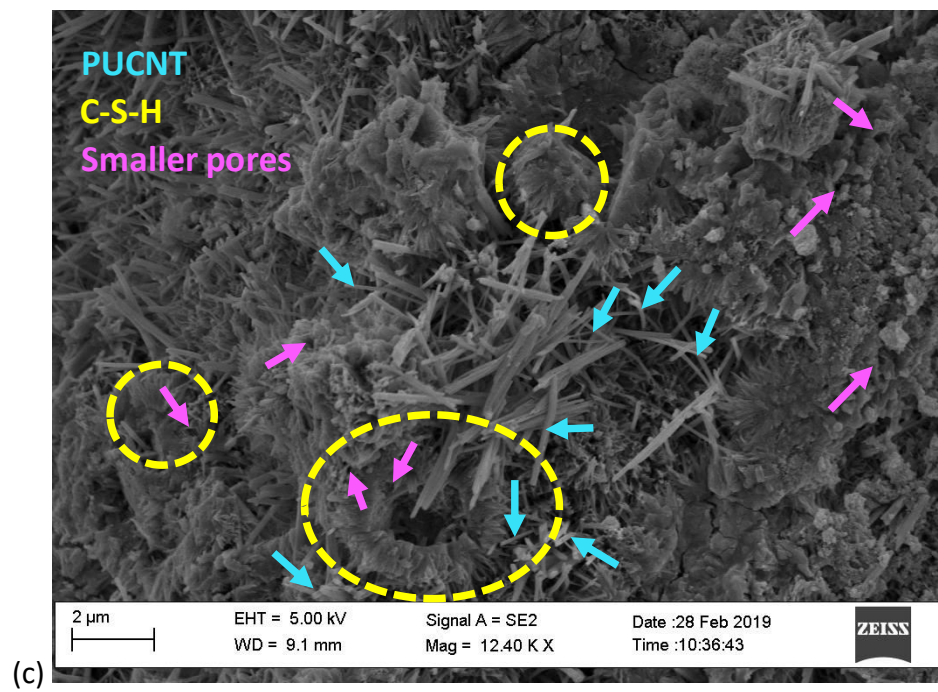 PUCNT
C-S-H
Smaller pores
2 µm
EHT = 5.00 kV
Signal A = SE2
Date :28 Feb 2019
ZEISS
WD = 9.1 mm
Mag = 12.40 K X
Time :10:36:43
(c)